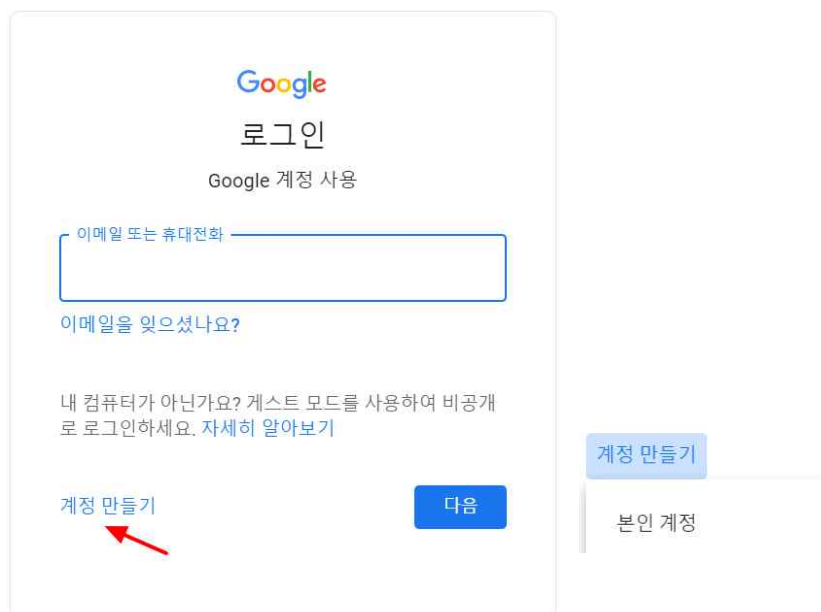 Google
로그인
Google 계정 사용
이메일 또는 휴대전화
이메일을 잊으셨나요?
내 컴퓨터가 아닌가요? 게스트 모드를 사용하여 비공개
로 로그인하세요. 자세히 알아보기
계정 만들기
다음
계정 만들기
본인 계정